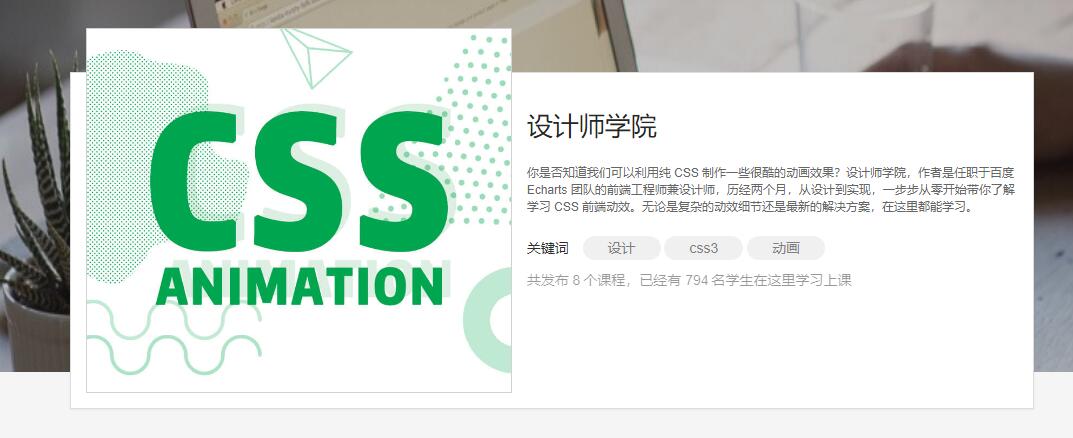 CSS
ANIMATION
设计师学院
你是否知道我们可以利用纯 CSS 制作一些很酷的动画效果？设计师学院，作者是任职于百度
Echarts 团队的前端工程师兼设计师，历经两个月，从设计到实现，一步步从零开始带你了解
学习 CSS 前端动效。无论是复杂的动效细节还是最新的解决方案，在这里都能学习。
关键词 设计 css3 动画
共发布 8 个课程，已经有 794 名学生在这里学习上课